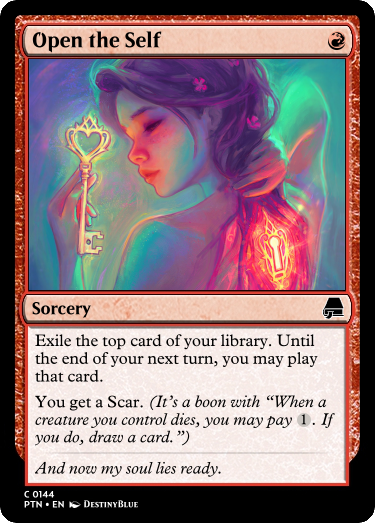 Open the Self
Sorcery
Exile the top card of your library. Until
the end of your next turn, you may play
that card.
You get a Scar. (It's a boon with “When a
creature you control dies, you may pay 1. If
you do, draw a card.”)
And now my soul lies ready.
C 0144
PTN • EN DestinyBlue